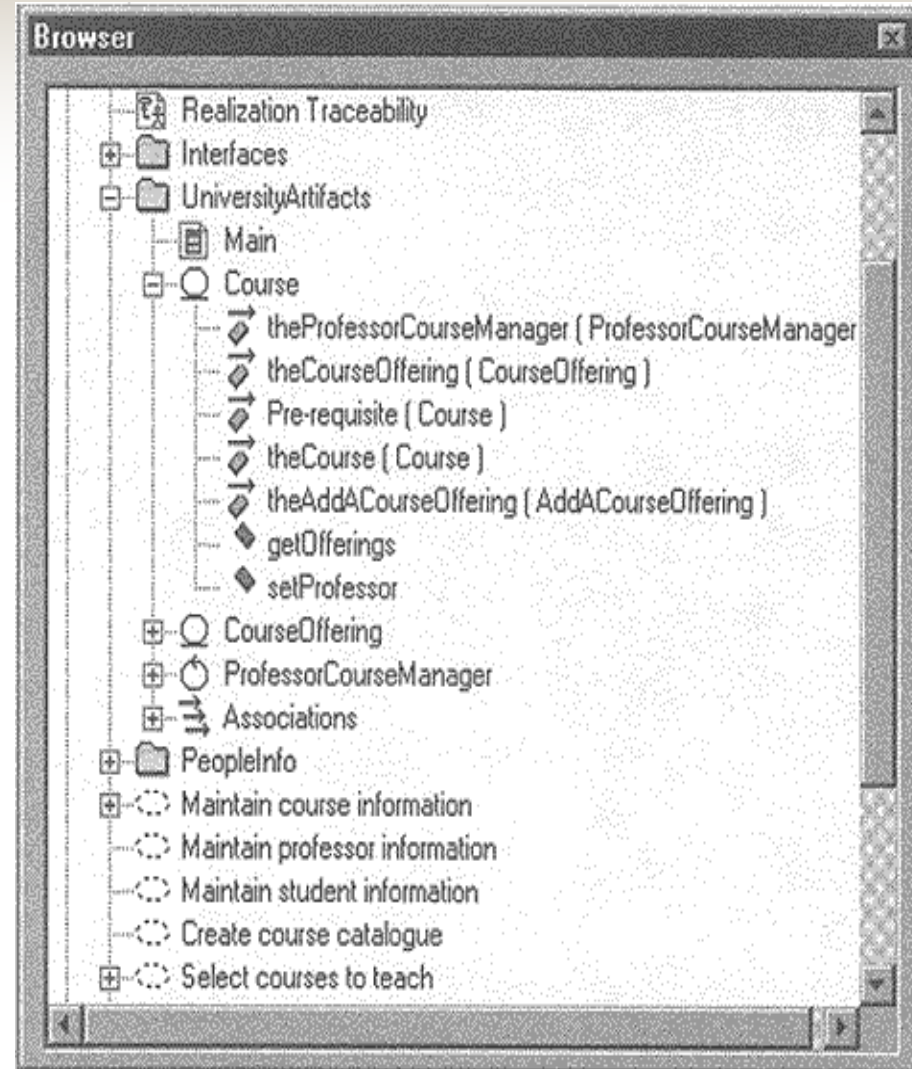 Browser
Realization Traceability
Interfaces
UniversityArtifacts
Main
Course
theProfessorCourseManager ( ProfessorCourseManager
theCourseOffering ( CourseOffering )
Pre-requisite ( Course )
theCourse ( Course )
theAddACourseOffering ( AddACourseOffering )
getOfferings
setProfessor
CourseOffering
ProfessorCourseManager
Associations
PeopleInfo
Maintain course information
Maintain professor information
Maintain student information
Create course catalogue
Select courses to teach